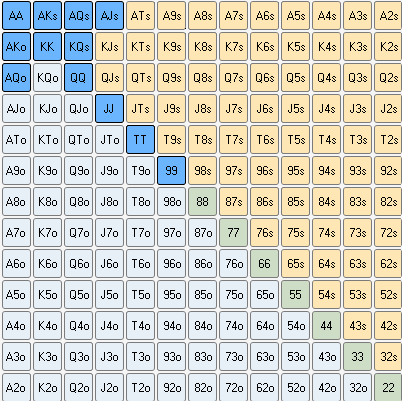 AA AKs AQs AJs ATs A9s A8s A7s A6s A5s A4s A3s A2s
AKo KK KQs KJs KTs K9s K8s K7s K6s K5s K4s K3s K2s
AQo KQo QQ QJs QTs Q9s Q8s Q7s Q6s Q5s Q4s Q3s Q2s
AJo KJo QJo JJ JTs J9s J8s J7s J6s J5s J4s J3s J2s
ATo KTo QTo JTo TT T9s T8s T7s T6s T5s T4s T3s T2s
A9o K9o Q9o J9o T9o 99 98s 97s 96s 95s 94s 93s 92s
A8o K8o Q8o J8o T8o 98o 88 87s 86s 85s 84s 83s 82s
A7o K7o Q7o J7o T7o 97o 87o 77 76s 75s 74s 73s 72s
A6o K6o Q6o J6o T6o 96o 86o 76o 66 65s 64s 63s 62s
A5o K5o Q5o J5o T5o 95o 85o 75o 65o 55 54s 53s 52s
A4o K4o Q4o J4o T4o 94o 84o 74o 64o 54o 44 43s 42s
A3o K3o Q3o J3o T3o 93o 83o 73o 63o 53o 43o 33 32s
A2o K2o Q2o J2o T2o 92o 82o 72o 62o 52o 42o 32o 22